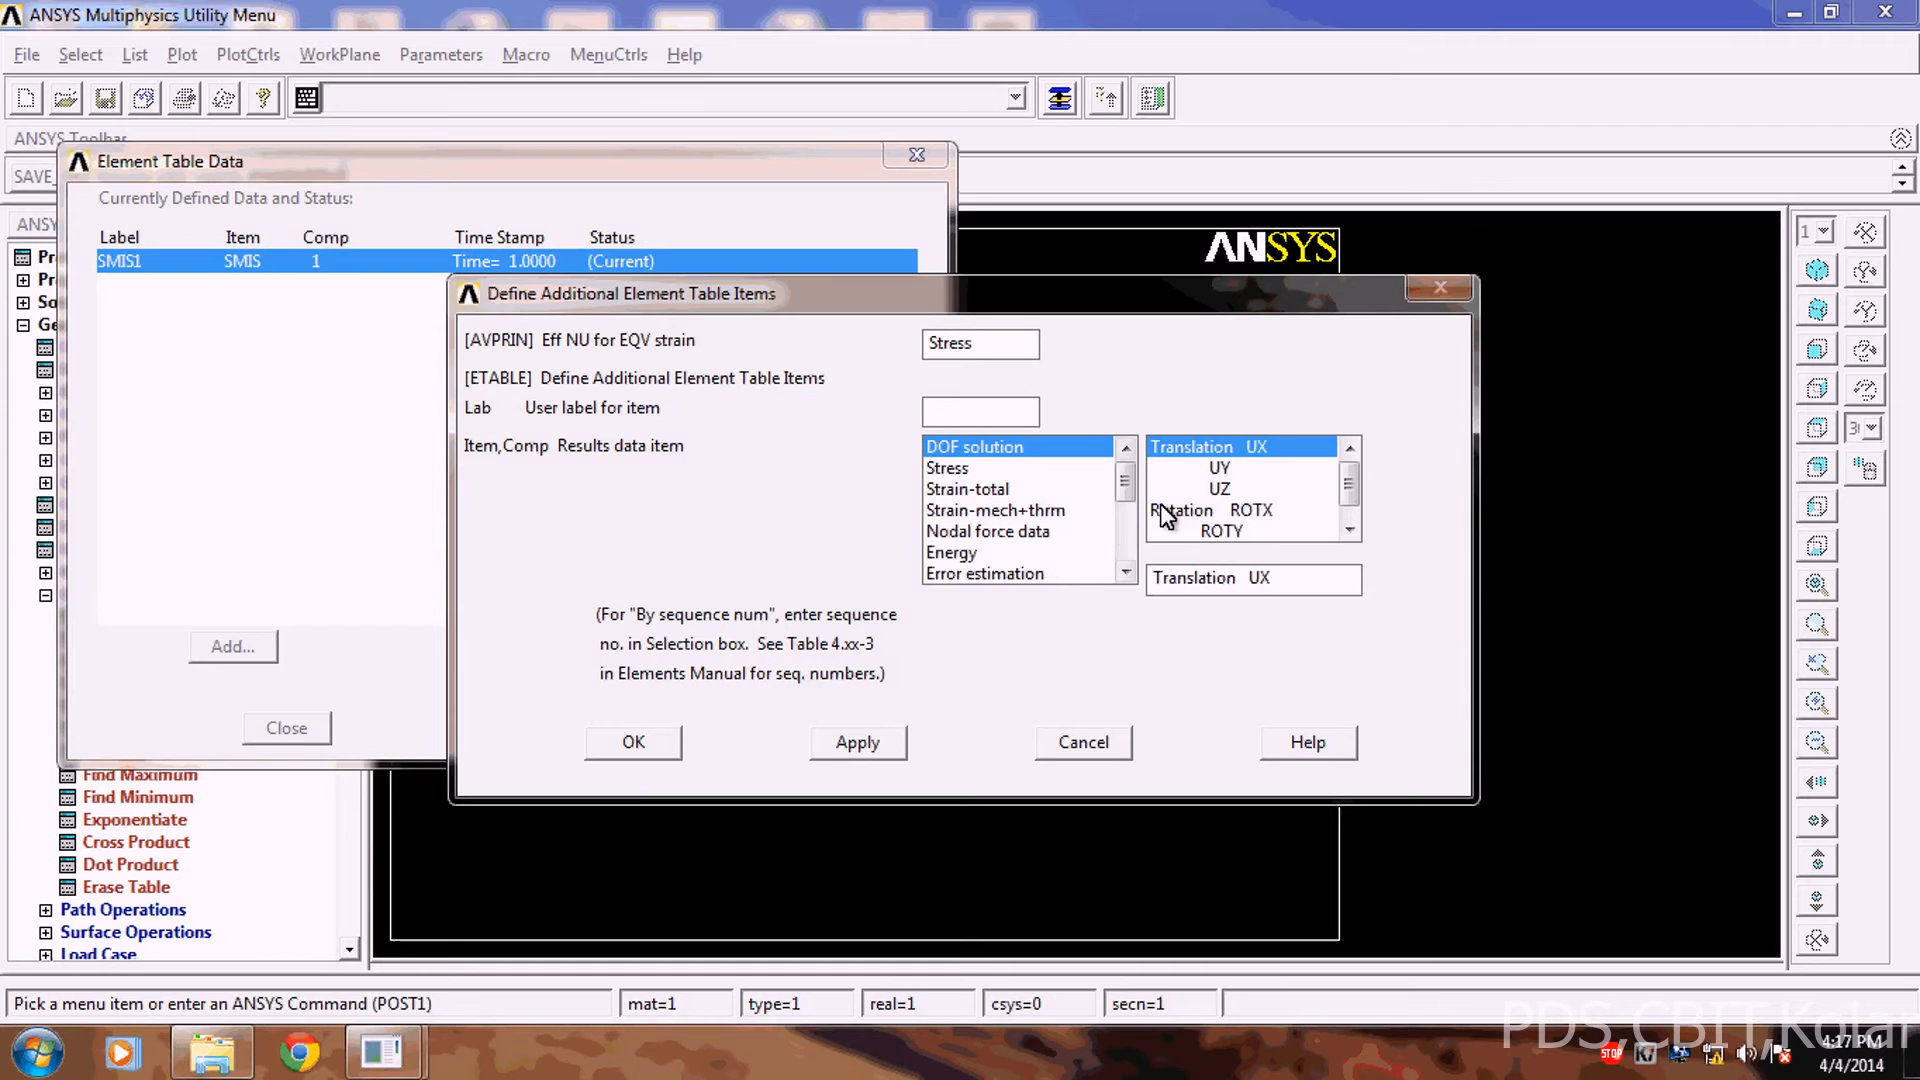 ANSYS Multiphysics Utility Menu
File Select List Plot PlotCtrls WorkPlane Parameters Macro MenuCtrls Help
ANSYS Toolbar
SAVE_
Element Table Data
Currently Defined Data and Status:
Label Item Comp Time Stamp Status
SMIS1 SMIS 1 Time= 1.0000 (Current)
Add...
Close
ANSYS
1
Define Additional Element Table Items
[AVPRIN] Eff NU for EQV strain Stress
[ETABLE] Define Additional Element Table Items
Lab User label for item
Item,Comp Results data item
DOF solution
Stress
Strain-total
Strain-mech+thrm
Nodal force data
Energy
Error estimation
Translation UX
UY
UZ
Rotation ROTX
ROTY
Translation UX
(For "By sequence num", enter sequence
no. in Selection box. See Table 4.xx-3
in Elements Manual for seq. numbers.)
OK Apply Cancel Help
Find Maximum
Find Minimum
Exponentiate
Cross Product
Dot Product
Erase Table
Path Operations
Surface Operations
Load Case
Pick a menu item or enter an ANSYS Command (POST1) mat=1 type=1 real=1 csys=0 secn=1
PDS,CBIT,Kolar
STOP
4:17 PM
4/4/2014